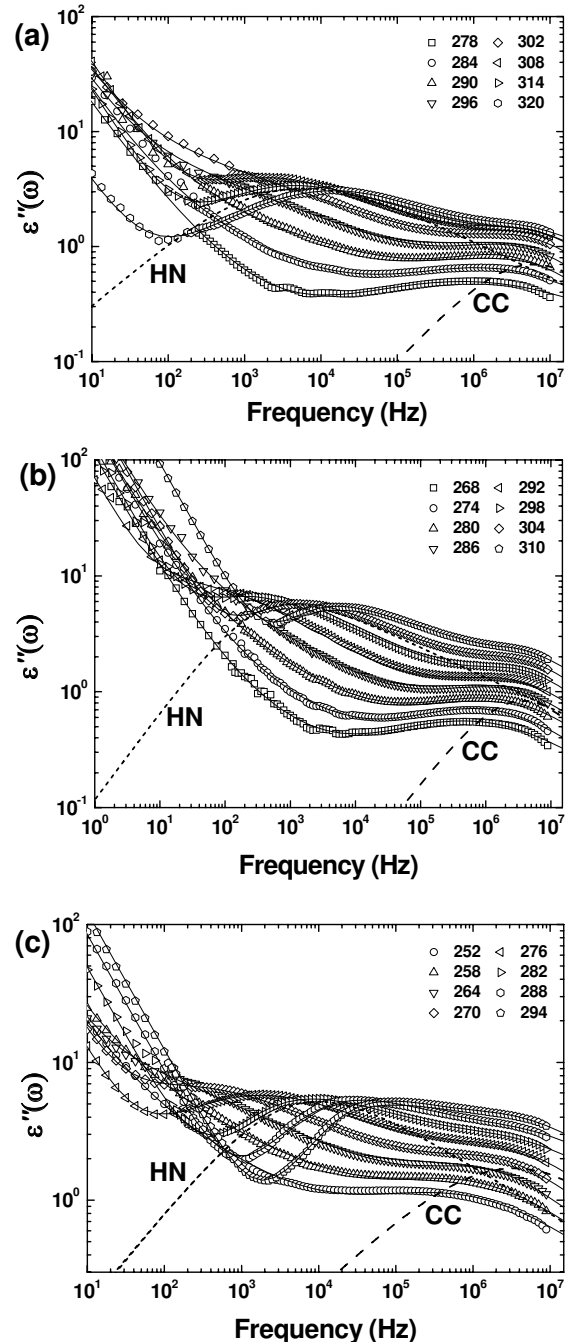 (a)
10²
10¹
10⁰
10⁻¹
ε''(ω)
278 302
284 308
290 314
296 320
HN
CC
10¹ 10² 10³ 10⁴ 10⁵ 10⁶ 10⁷
Frequency (Hz)
(b)
10²
10¹
10⁰
10⁻¹
ε''(ω)
268 292
274 298
280 304
286 310
HN
CC
10⁰ 10¹ 10² 10³ 10⁴ 10⁵ 10⁶ 10⁷
Frequency (Hz)
(c)
10²
10¹
10⁰
ε''(ω)
252 276
258 282
264 288
270 294
HN
CC
10¹ 10² 10³ 10⁴ 10⁵ 10⁶ 10⁷
Frequency (Hz)